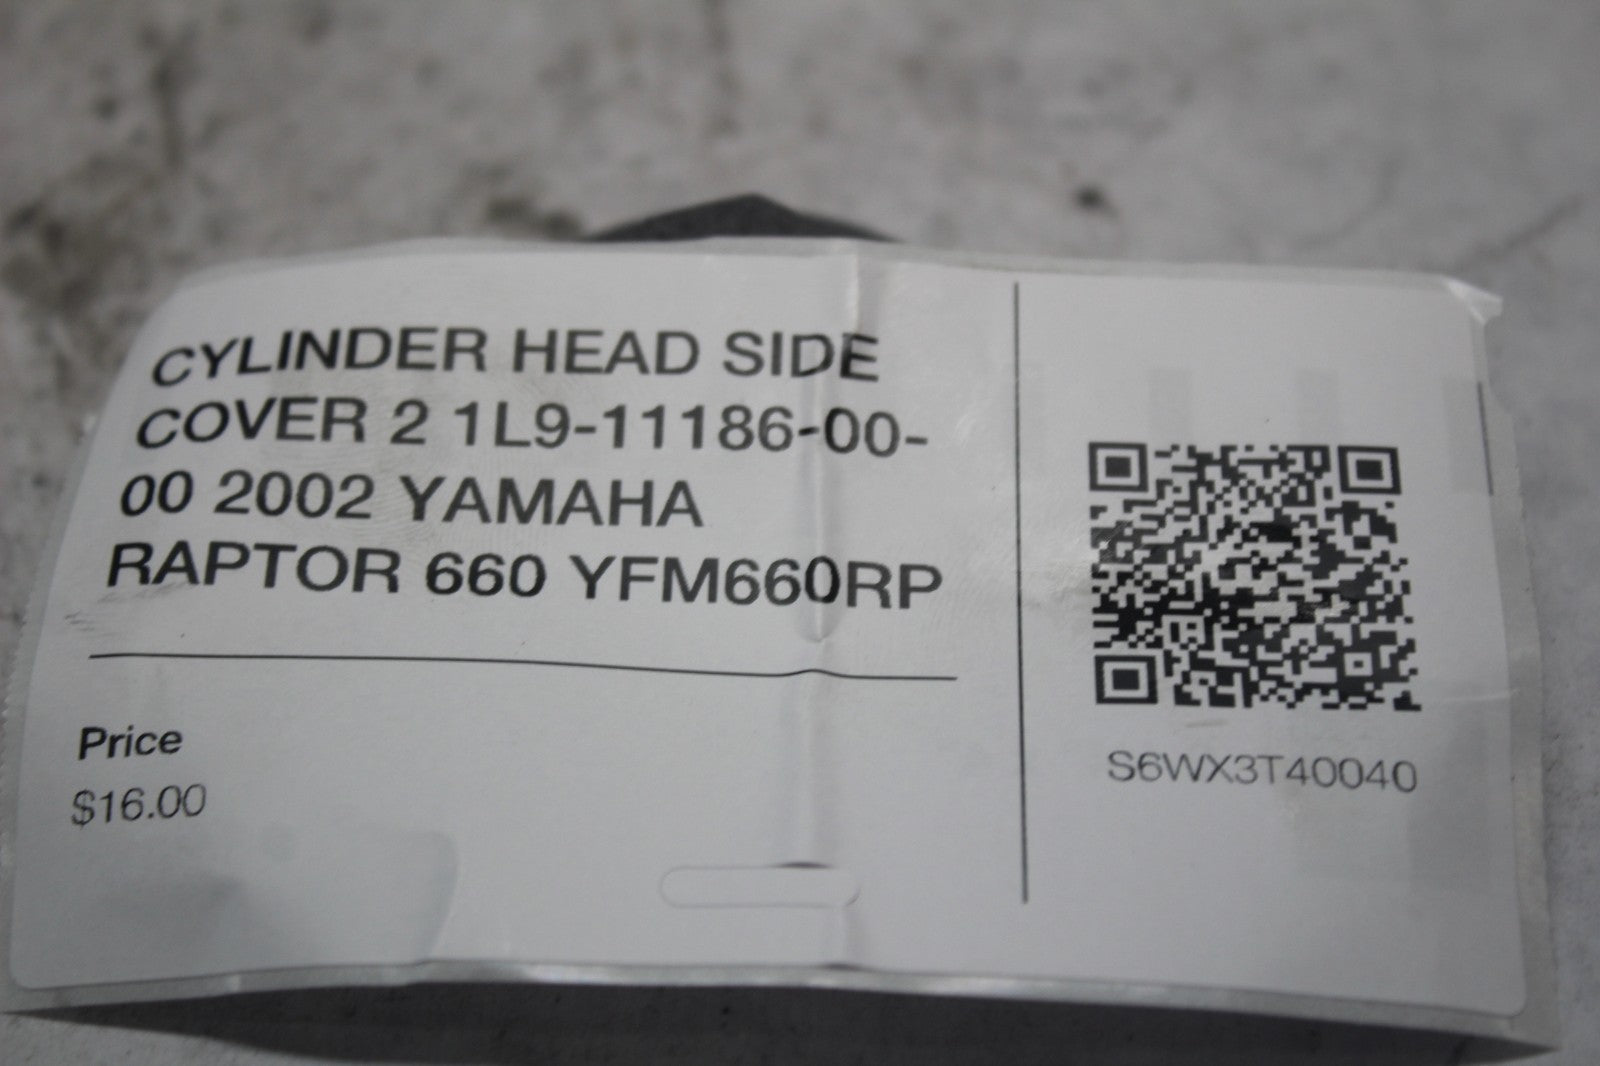 CYLINDER HEAD SIDE
COVER 2 1L9-11186-00-
00 2002 YAMAHA
RAPTOR 660 YFM660RP
Price
$16.00
S6WX3T40040